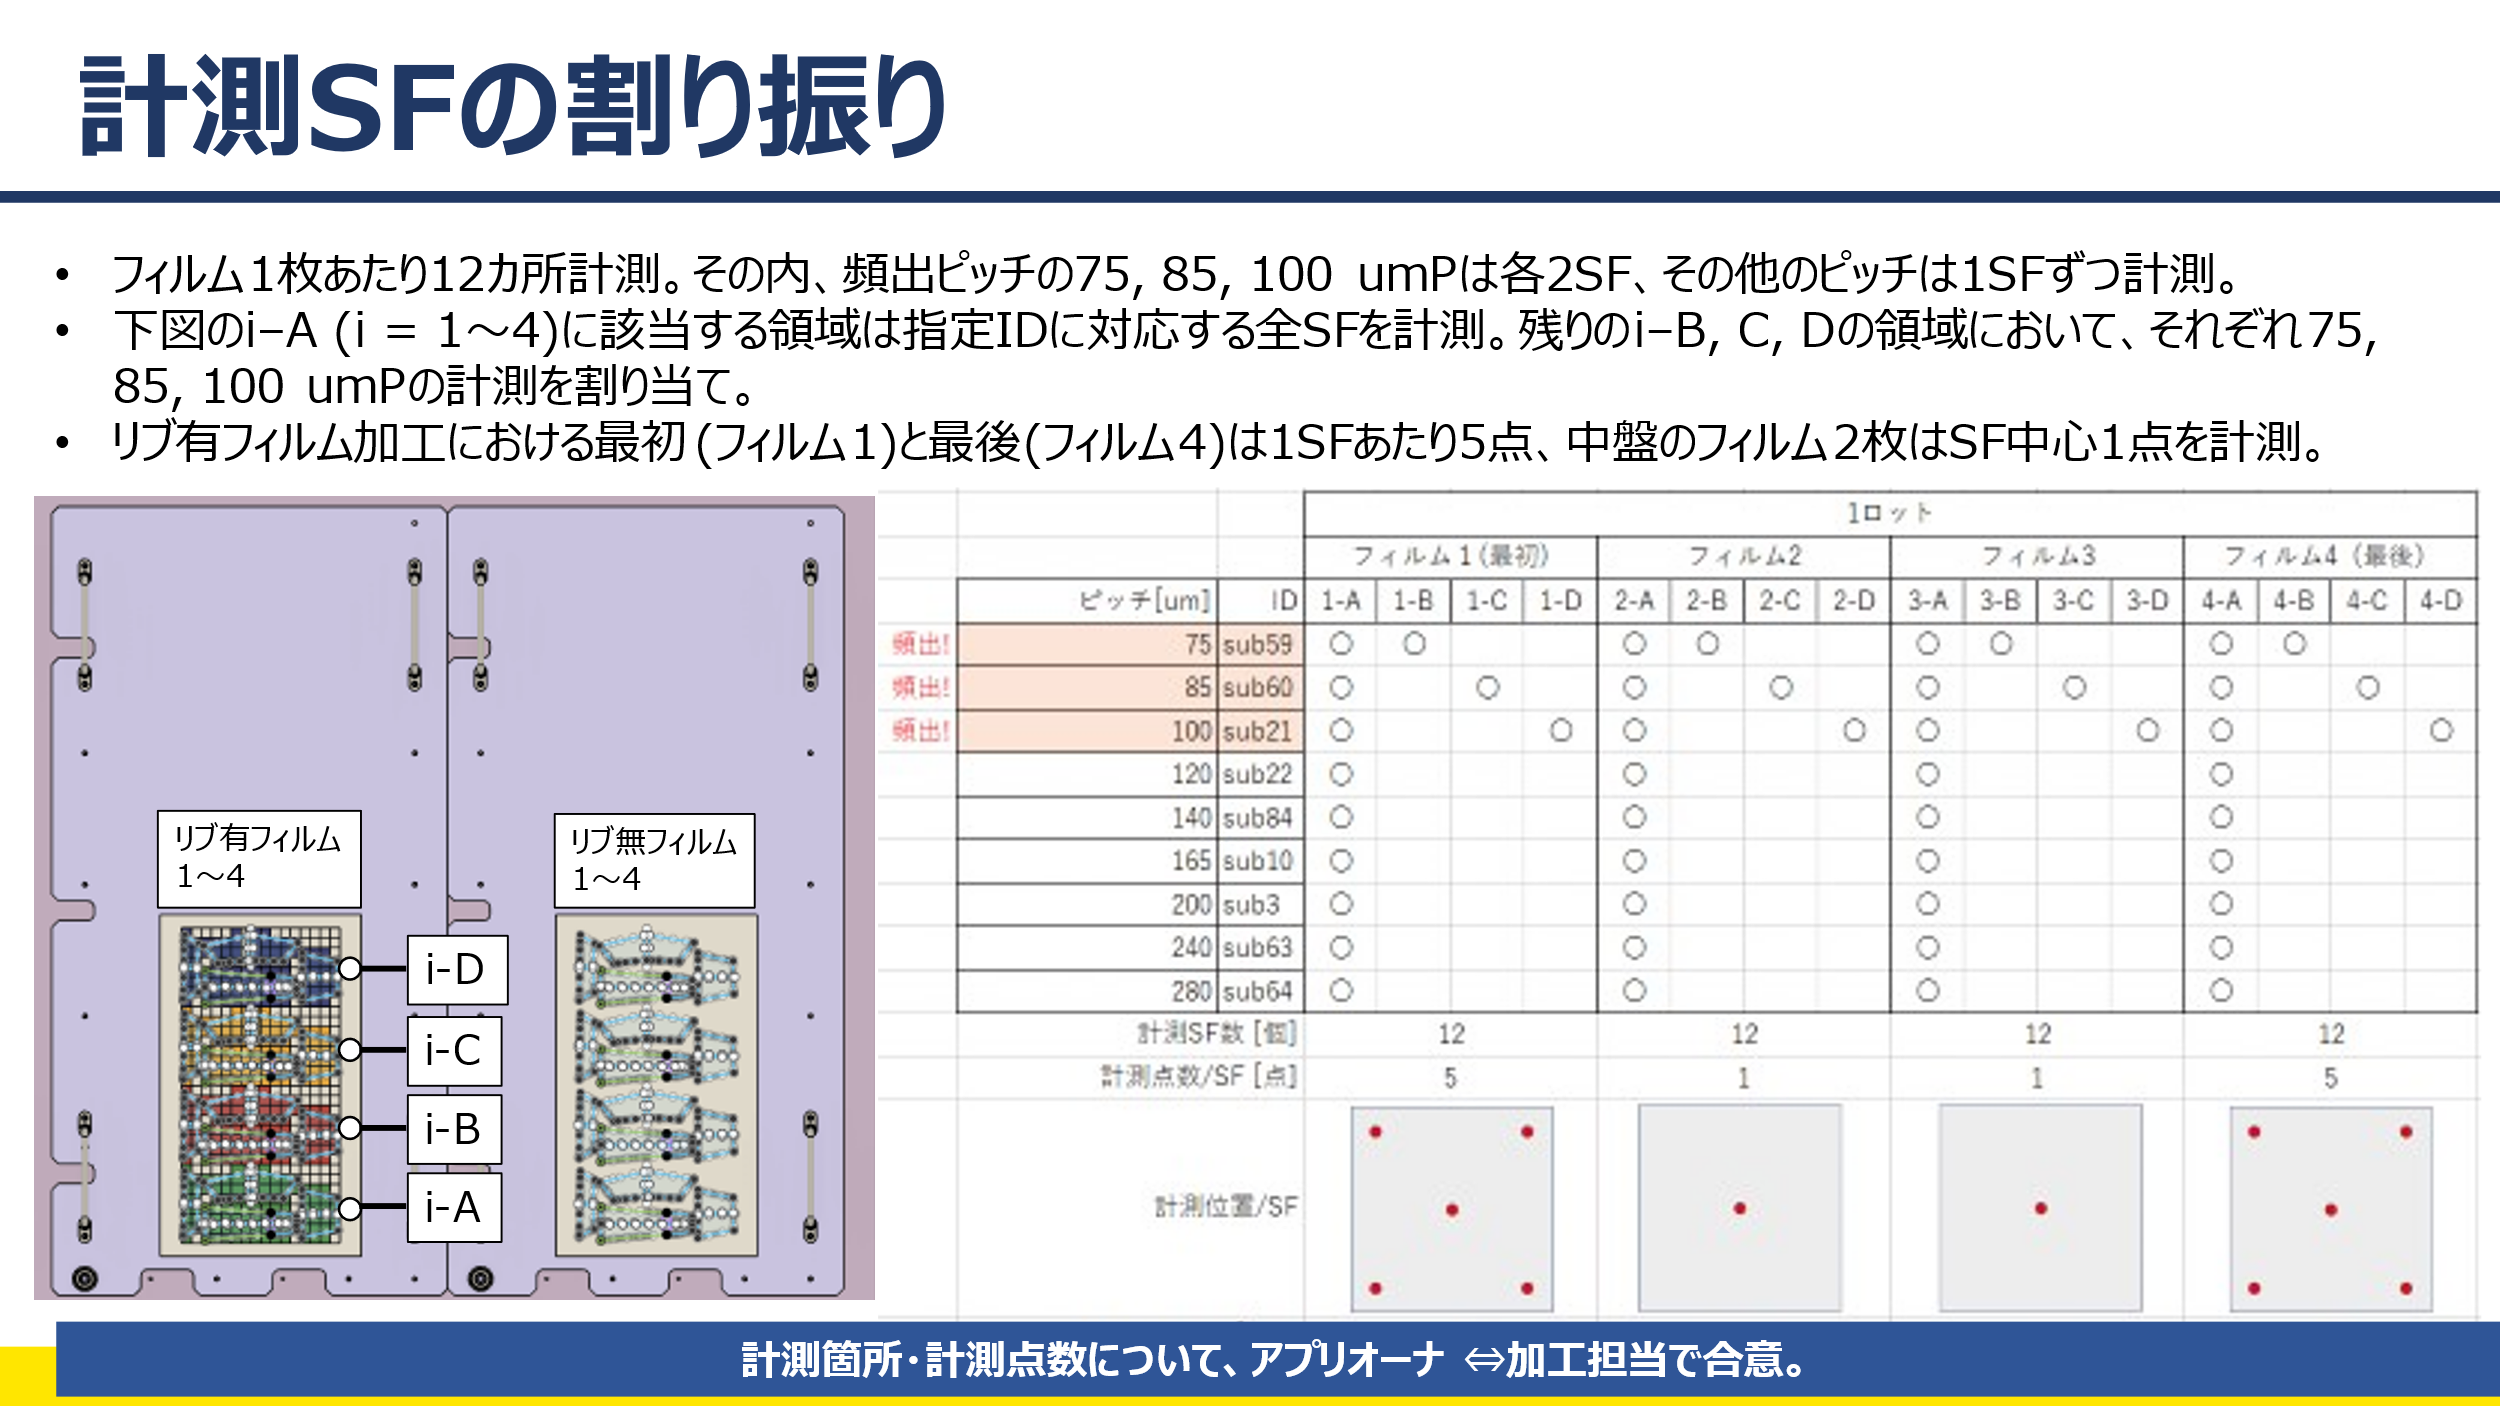 計測SFの割り振り
• フィルム1枚あたり12カ所計測。その内、頻出ピッチの75, 85, 100 umPは各2SF、その他のピッチは1SFずつ計測。
• 下図のi–A (i = 1～4)に該当する領域は指定IDに対応する全SFを計測。残りのi–B, C, Dの領域において、それぞれ75,
85, 100 umPの計測を割り当て。
• リブ有フィルム加工における最初(フィルム1)と最後(フィルム4)は1SFあたり5点、中盤のフィルム2枚はSF中心1点を計測。
リブ有フィルム
1～4
リブ無フィルム
1～4
i-D
i-C
i-B
i-A
1ロット
フィルム1(最初) フィルム2 フィルム3 フィルム4（最後）
ピッチ[um] ID 1-A 1-B 1-C 1-D 2-A 2-B 2-C 2-D 3-A 3-B 3-C 3-D 4-A 4-B 4-C 4-D
頻出! 75 sub59 ○ ○ ○ ○ ○ ○ ○ ○
頻出! 85 sub60 ○ ○ ○ ○ ○ ○ ○ ○
頻出! 100 sub21 ○ ○ ○ ○ ○ ○ ○ ○
120 sub22 ○ ○ ○ ○
140 sub84 ○ ○ ○ ○
165 sub10 ○ ○ ○ ○
200 sub3 ○ ○ ○ ○
240 sub63 ○ ○ ○ ○
280 sub64 ○ ○ ○ ○
計測SF数 [個] 12 12 12 12
計測点数/SF [点] 5 1 1 5
計測位置/SF
計測箇所･計測点数について、アプリオーナ ⇔加工担当で合意。